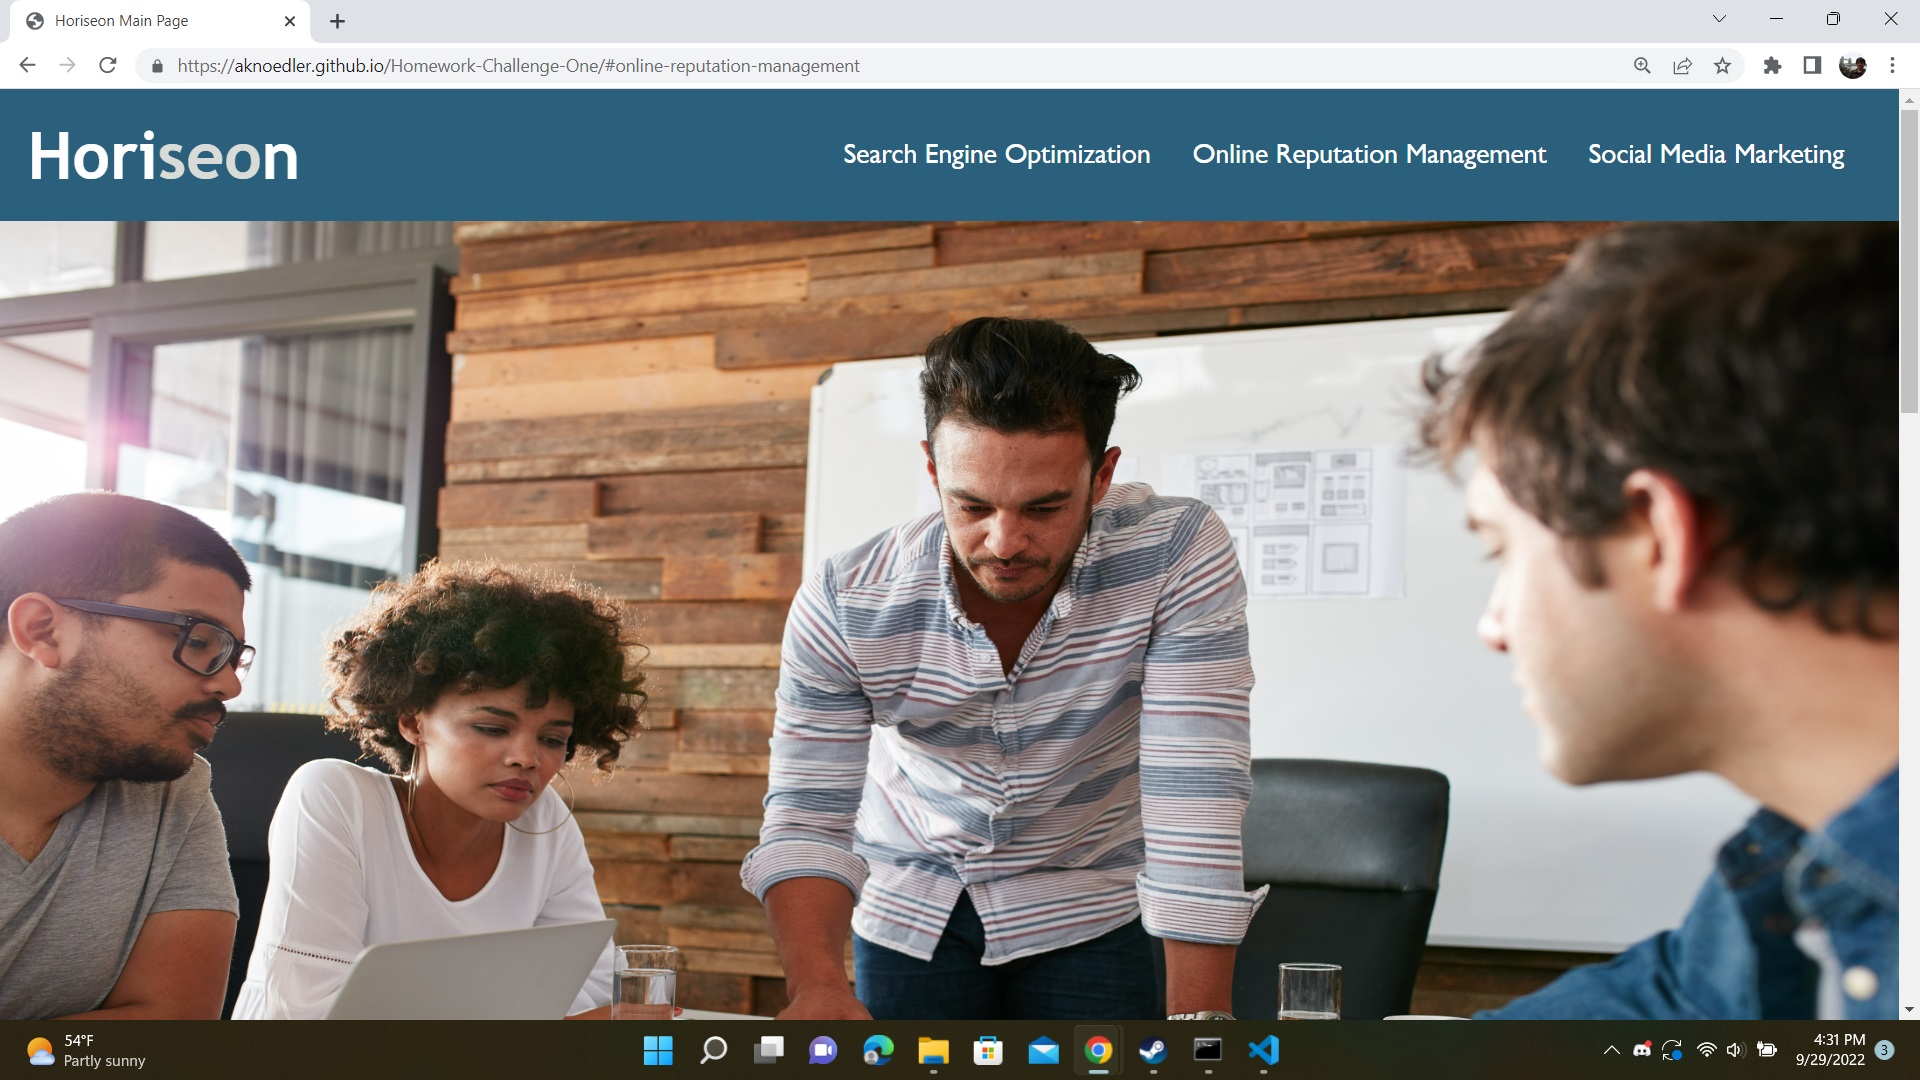 Horiseon Main Page
https://aknoedler.github.io/Homework-Challenge-One/#online-reputation-management
Horiseon
Search Engine Optimization
Online Reputation Management
Social Media Marketing
54°F
Partly sunny
4:31 PM
9/29/2022
3